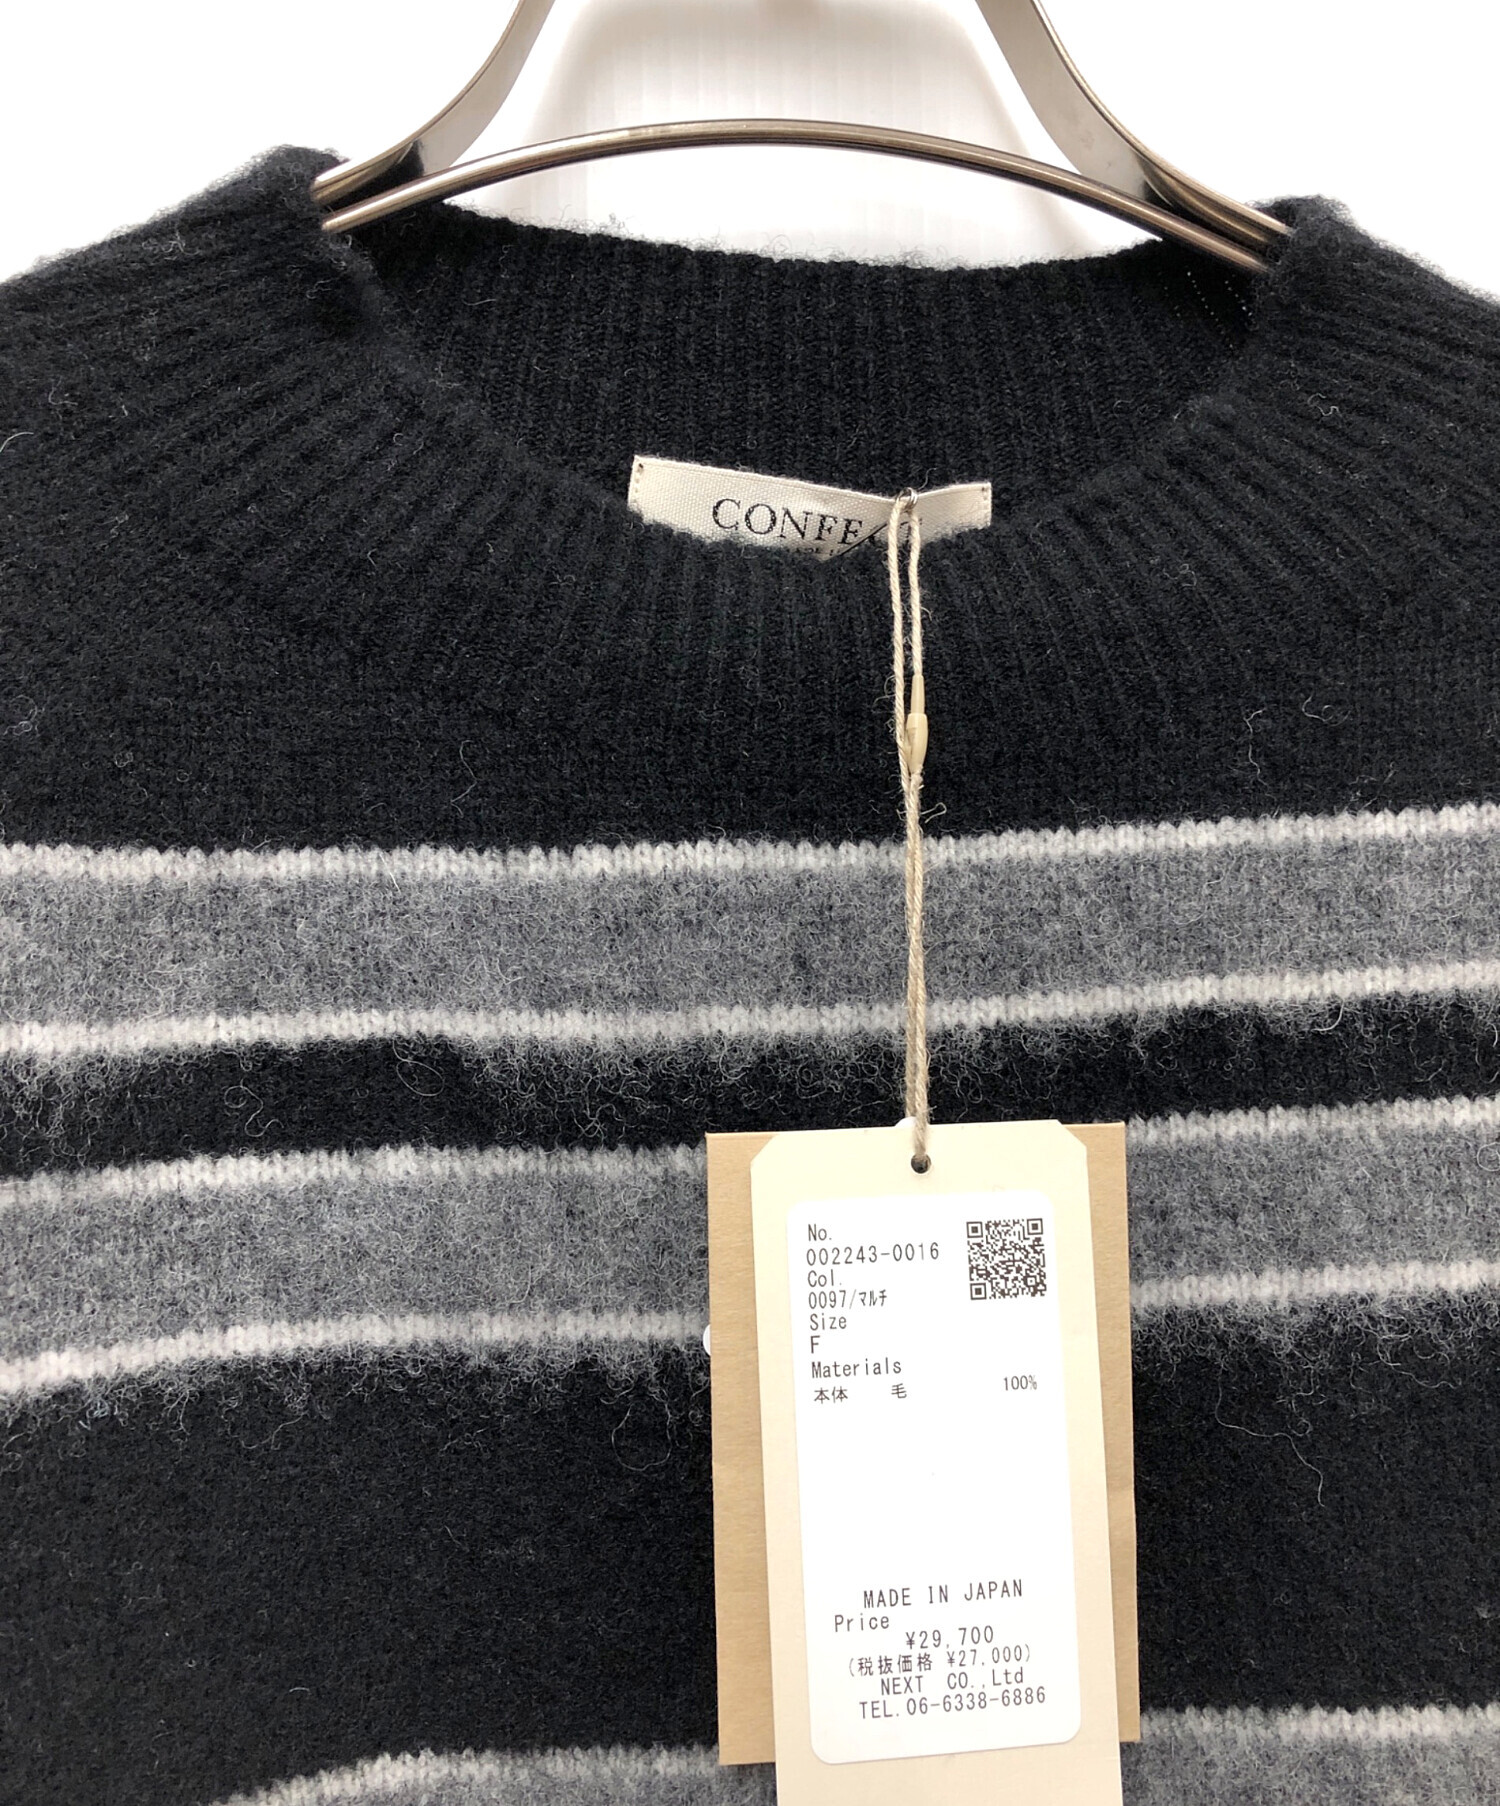 CONFECT
No.
002243-0016
Col.
0097/マルチ
Size
F
Materials
本体 毛 100%
MADE IN JAPAN
Price
¥29,700
(税抜価格 ¥27,000)
NEXT CO.,Ltd
TEL.06-6338-6886